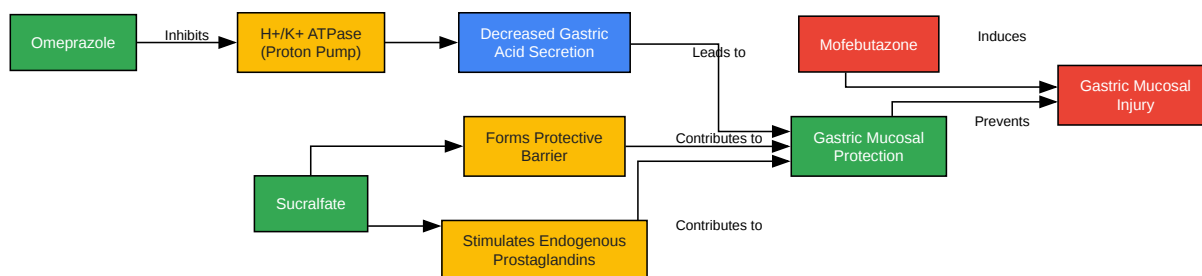 Omeprazole
Inhibits
H+/K+ ATPase
(Proton Pump)
Decreased Gastric
Acid Secretion
Leads to
Mofebutazone
Induces
Gastric Mucosal
Injury
Forms Protective
Barrier
Contributes to
Gastric Mucosal
Protection
Prevents
Sucralfate
Stimulates Endogenous
Prostaglandins
Contributes to